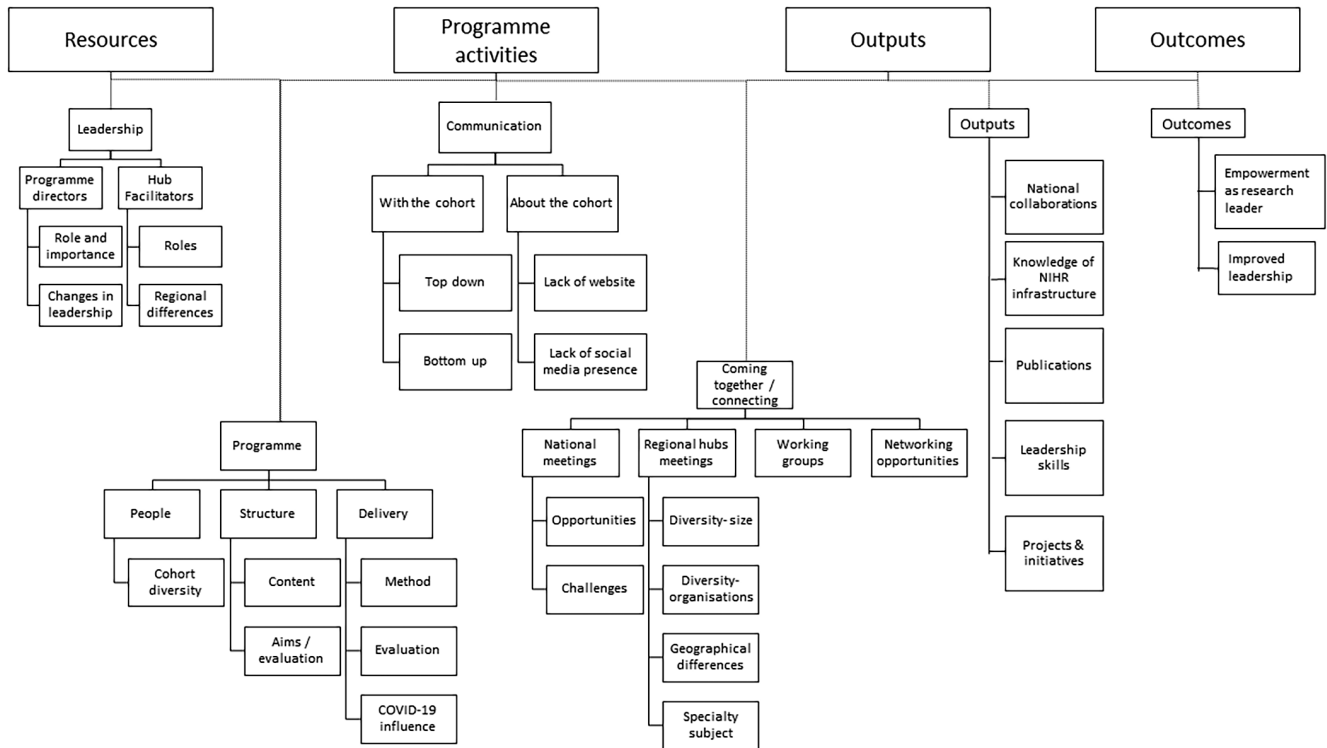 Resources
Programme
activities
Outputs
Outcomes
Leadership
Programme
directors
Hub
Facilitators
Role and
importance
Roles
Changes in
leadership
Regional
differences
Communication
With the cohort
About the cohort
Top down
Lack of website
Bottom up
Lack of social
media presence
Outputs
National
collaborations
Knowledge of
NIHR
infrastructure
Publications
Leadership
skills
Projects &
initiatives
Outcomes
Empowerment
as research
leader
Improved
leadership
Programme
People
Structure
Delivery
Cohort
diversity
Content
Method
Aims /
evaluation
Evaluation
COVID-19
influence
Coming
together /
connecting
National
meetings
Regional hubs
meetings
Working
groups
Networking
opportunities
Opportunities
Diversity- size
Challenges
Diversity-
organisations
Geographical
differences
Specialty
subject